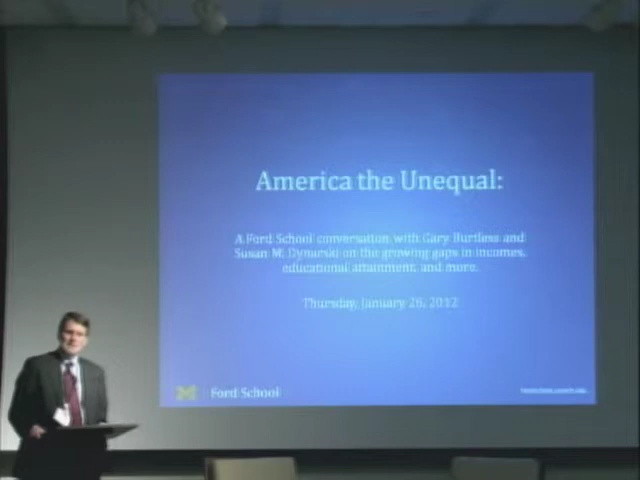 America the Unequal:
A Ford School conversation with Gary Burtless and
Susan M. Dynarski on the growing gaps in incomes,
educational attainment, and more.
Thursday, January 26, 2012
M Ford School